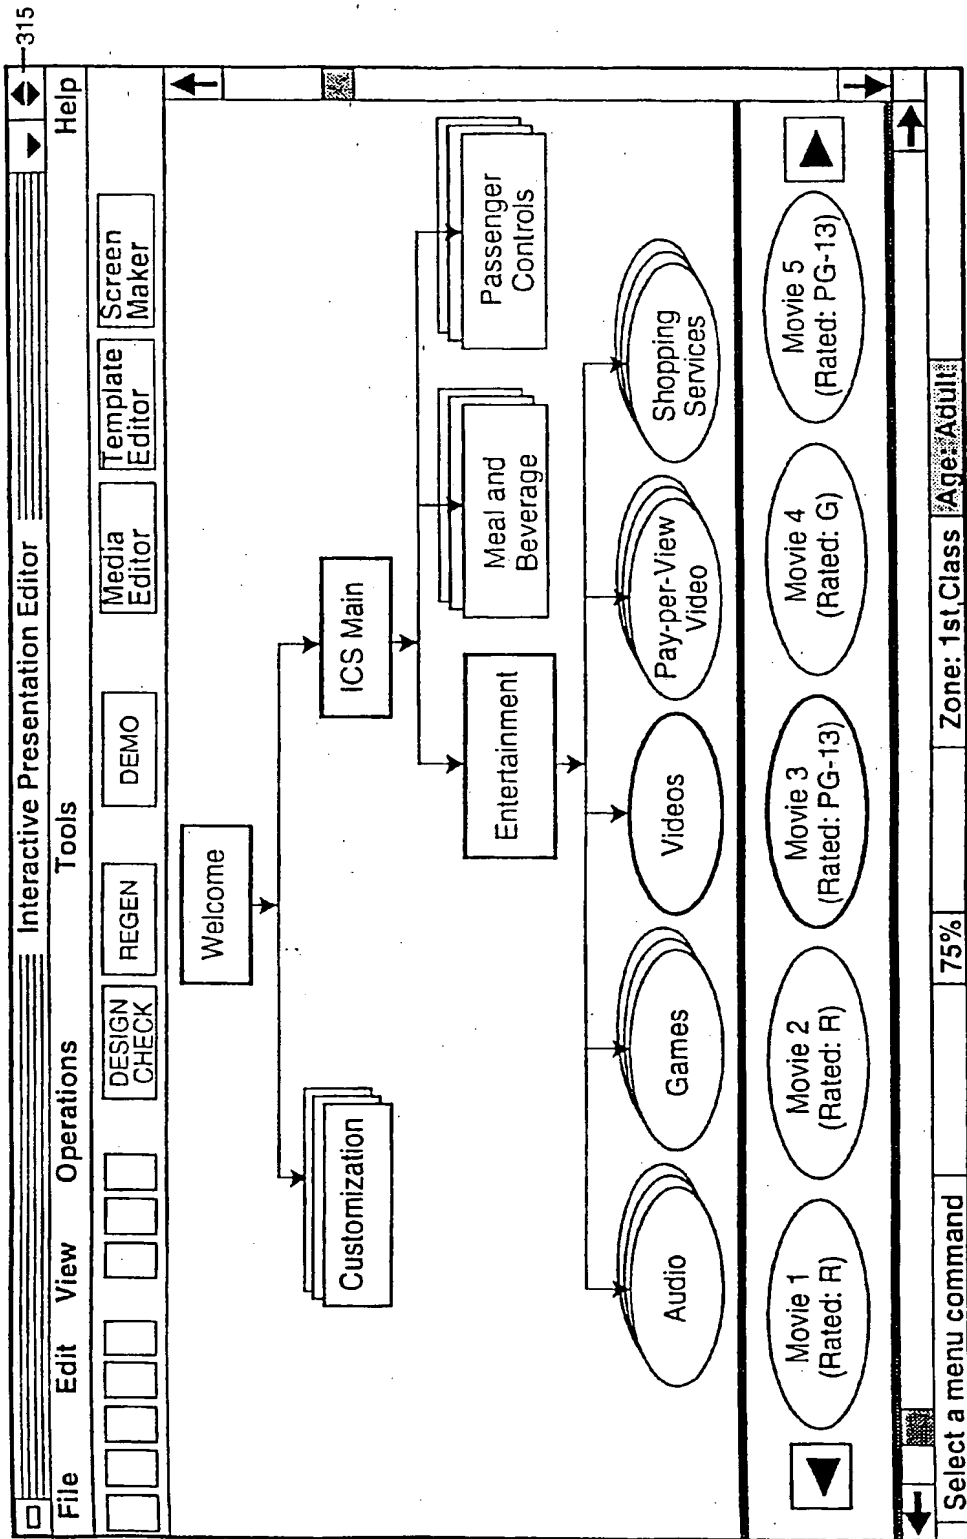 315
Interactive Presentation Editor
File Edit View Operations Tools Help
DESIGN
CHECK
REGEN
DEMO
Media
Editor
Template
Editor
Screen
Maker
Welcome
Customization
ICS Main
Entertainment
Meal and
Beverage
Passenger
Controls
Audio
Games
Videos
Pay-per-View
Video
Shopping
Services
Movie 1
(Rated: R)
Movie 2
(Rated: R)
Movie 3
(Rated: PG-13)
Movie 4
(Rated: G)
Movie 5
(Rated: PG-13)
Select a menu command 75% Zone: 1st Class Age: Adult